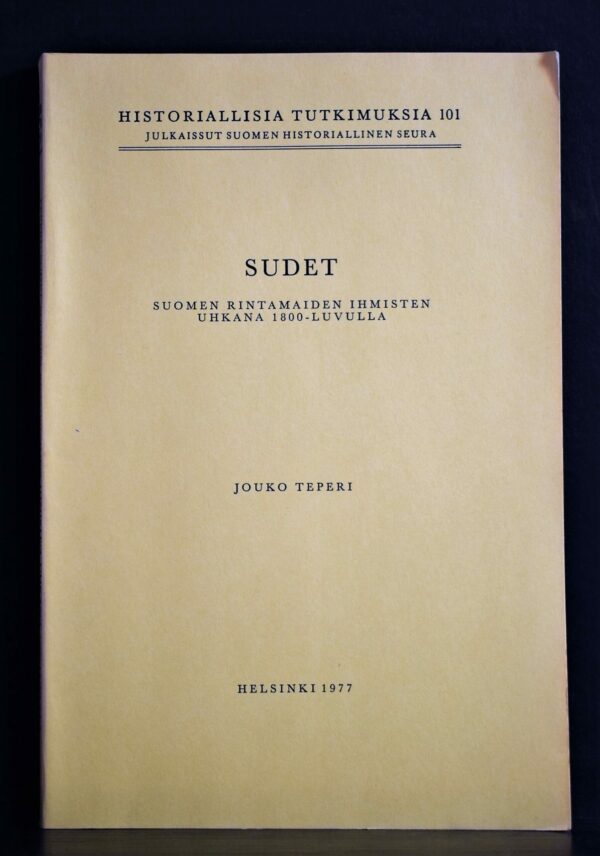 HISTORIALLISIA TUTKIMUKSIA 101
JULKAISSUT SUOMEN HISTORIALLINEN SEURA
SUDET
SUOMEN RINTAMAIDEN IHMISTEN
UHKANA 1800-LUVULLA
JOUKO TEPERI
HELSINKI 1977